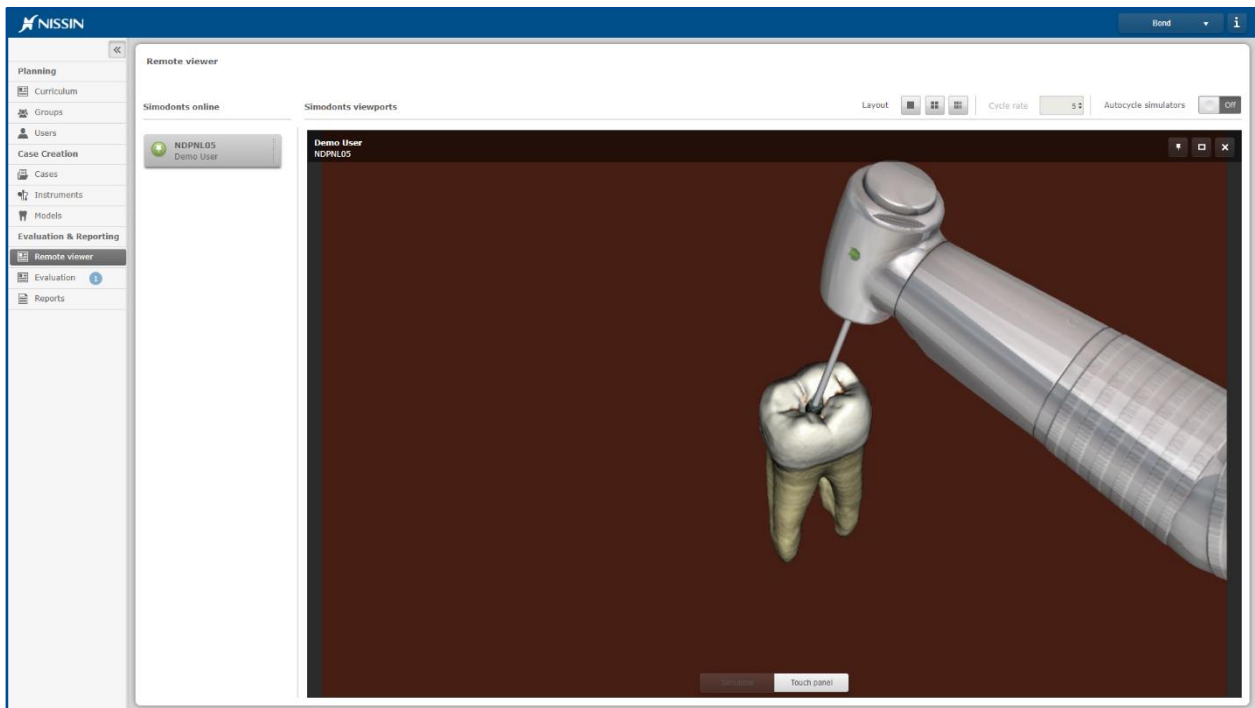 NISSIN
Bond
i
Planning
Curriculum
Groups
Users
Case Creation
Cases
Instruments
Models
Evaluation & Reporting
Remote viewer
Evaluation 1
Reports
Remote viewer
Simodonts online
NDPNL05
Demo User
Simodonts viewports
Layout
Cycle rate 5
Autocycle simulators Off
Demo User
NDPNL05
Simulator
Touch panel